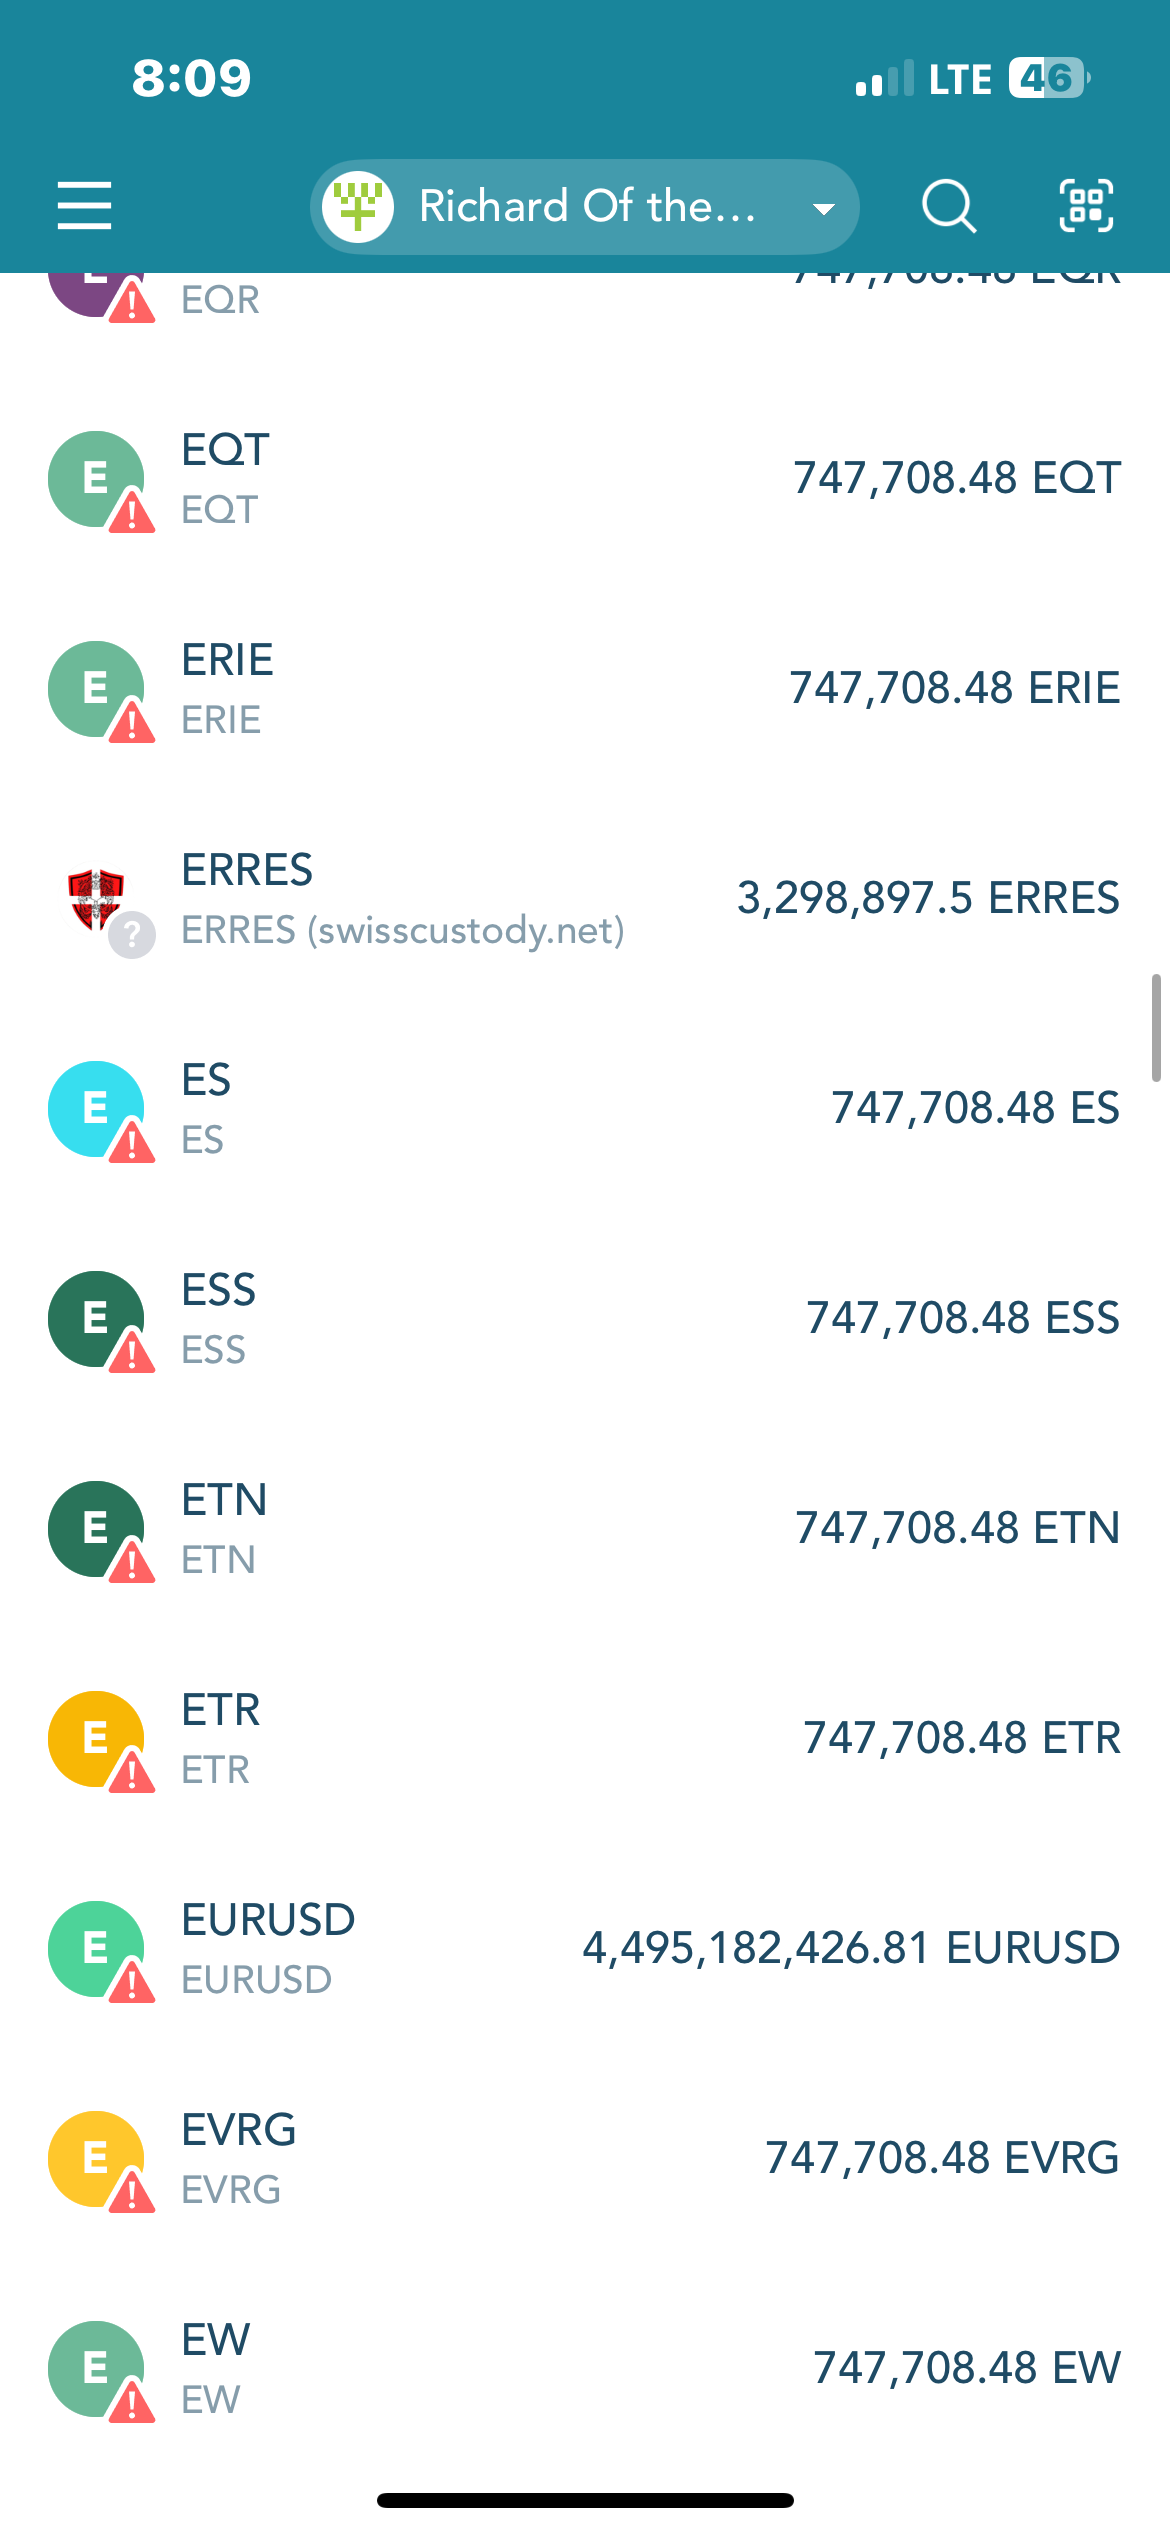 8:09
LTE 46
Richard Of the...
747,708.48 EQR
EQR
E
EQT
EQT
747,708.48 EQT
E
ERIE
ERIE
747,708.48 ERIE
ERRES
ERRES (swisscustody.net)
3,298,897.5 ERRES
?
E
ES
ES
747,708.48 ES
E
ESS
ESS
747,708.48 ESS
E
ETN
ETN
747,708.48 ETN
E
ETR
ETR
747,708.48 ETR
E
EURUSD
EURUSD
4,495,182,426.81 EURUSD
E
EVRG
EVRG
747,708.48 EVRG
E
EW
EW
747,708.48 EW